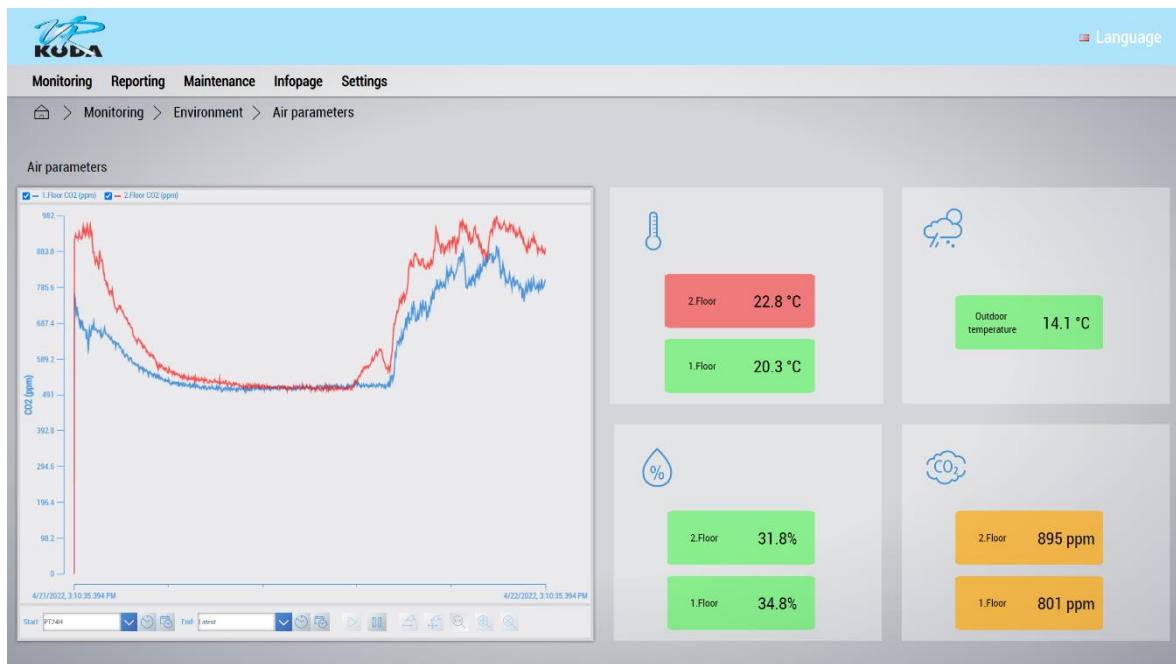 VR
KODA
Language
Monitoring Reporting Maintenance Infopage Settings
> Monitoring > Environment > Air parameters
Air parameters
1.Floor CO2 (ppm) 2.Floor CO2 (ppm)
982
883.8
785.6
687.4
589.2
491
392.8
294.6
196.4
98.2
0
CO2 (ppm)
4/21/2022, 3:10:35.394 PM 4/22/2022, 3:10:35.394 PM
Start PT24H End Latest
2.Floor 22.8 °C
1.Floor 20.3 °C
Outdoor
temperature 14.1 °C
%
2.Floor 31.8%
1.Floor 34.8%
CO2
2.Floor 895 ppm
1.Floor 801 ppm